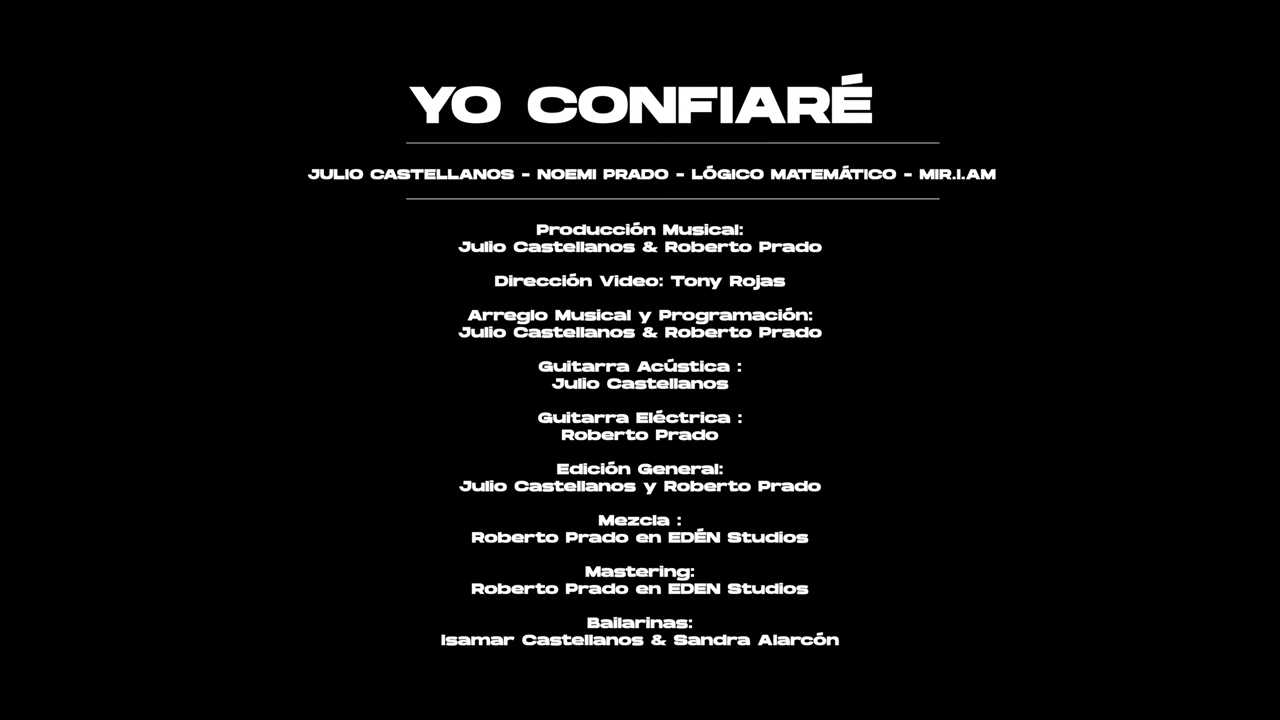 YO CONFIARÉ
JULIO CASTELLANOS - NOEMI PRADO - LÓGICO MATEMÁTICO - MIR.I.AM
Producción Musical:
Julio Castellanos & Roberto Prado
Dirección Video: Tony Rojas
Arreglo Musical y Programación:
Julio Castellanos & Roberto Prado
Guitarra Acústica :
Julio Castellanos
Guitarra Eléctrica :
Roberto Prado
Edición General:
Julio Castellanos y Roberto Prado
Mezcla :
Roberto Prado en EDÉN Studios
Mastering:
Roberto Prado en EDEN Studios
Bailarinas:
Isamar Castellanos & Sandra Alarcón